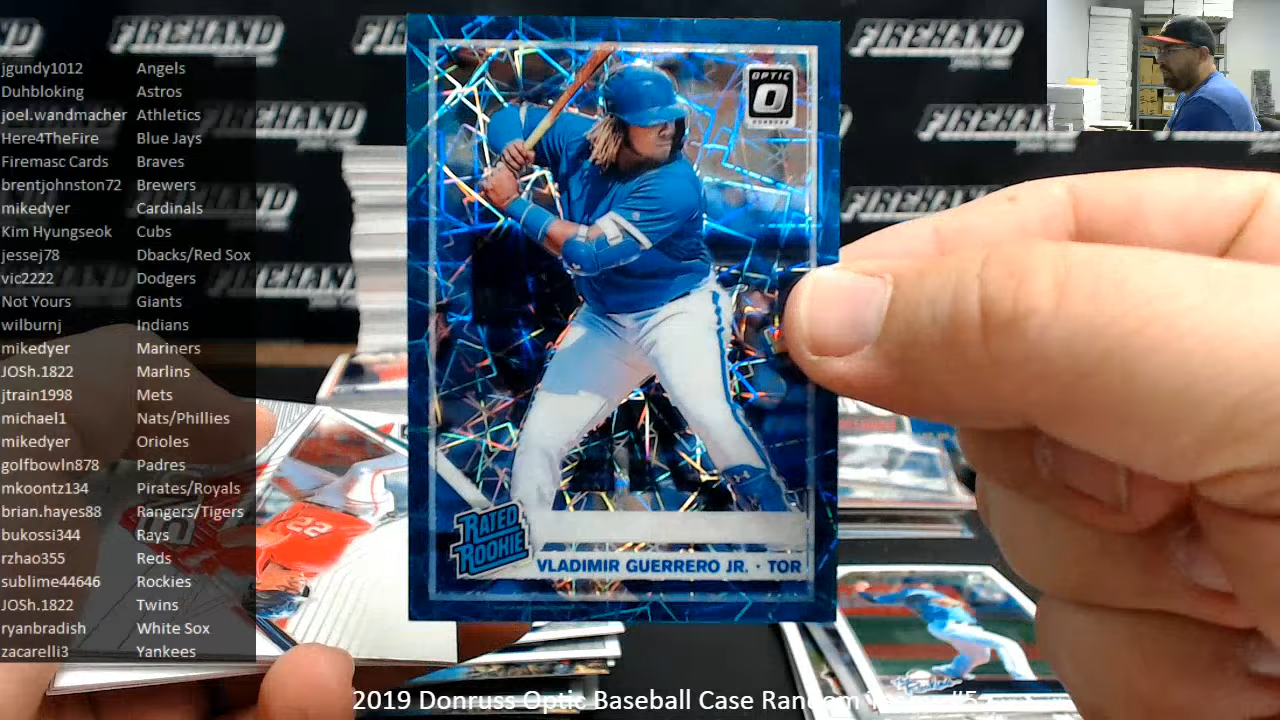 jgundy1012 Angels
Duhbloking Astros
joel.wandmacher Athletics
Here4TheFire Blue Jays
Firemasc Cards Braves
brentjohnston72 Brewers
mikedyer Cardinals
Kim Hyungseok Cubs
jessej78 Dbacks/Red Sox
vic2222 Dodgers
Not Yours Giants
wilburnj Indians
mikedyer Mariners
JOSh.1822 Marlins
jtrain1998 Mets
michael1 Nats/Phillies
mikedyer Orioles
golfbowln878 Padres
mkoontz134 Pirates/Royals
brian.hayes88 Rangers/Tigers
bukossi344 Rays
rzhao355 Reds
sublime44646 Rockies
JOSh.1822 Twins
ryanbradish White Sox
zacarelli3 Yankees
FIREHAND
FIREHAND
FIREHAND
FIREHAND
OPTIC
DONRUSS
RATED
ROOKIE
VLADIMIR GUERRERO JR. · TOR
22
2019 Donruss Optic Baseball Case Random #5